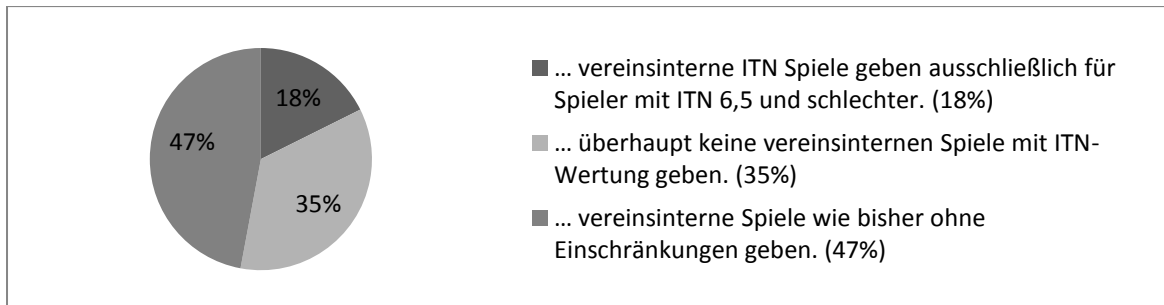 18%
47%
35%
... vereinsinterne ITN Spiele geben ausschließlich für
Spieler mit ITN 6,5 und schlechter. (18%)
... überhaupt keine vereinsinternen Spiele mit ITN-
Wertung geben. (35%)
... vereinsinterne Spiele wie bisher ohne
Einschränkungen geben. (47%)